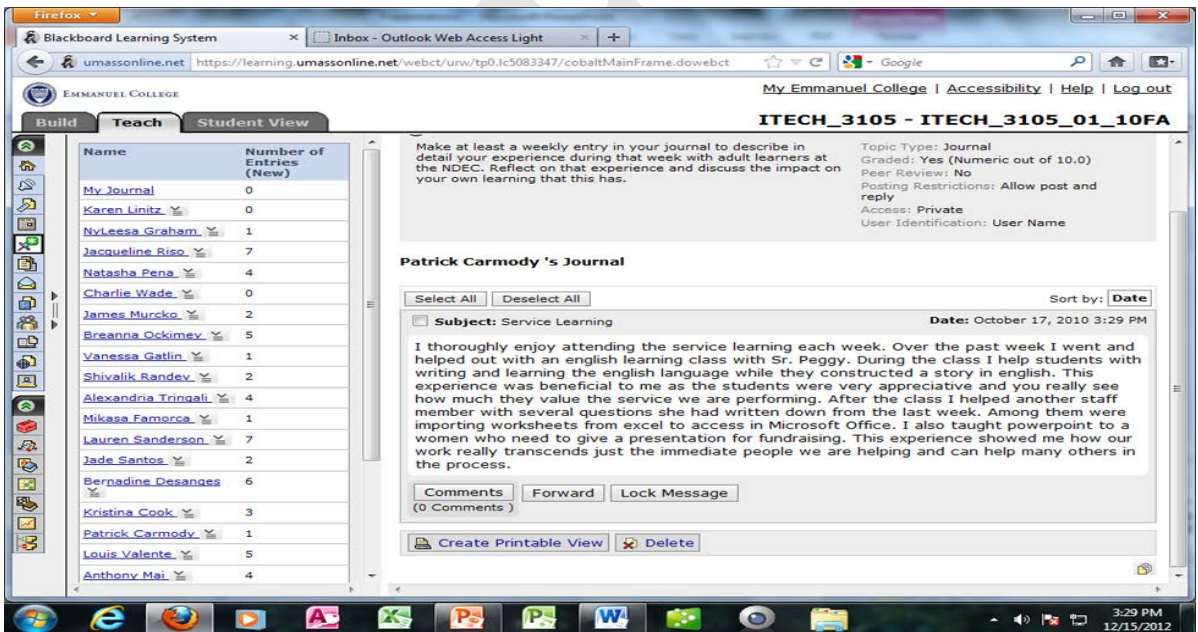 Firefox
Blackboard Learning System
Inbox - Outlook Web Access Light
umassonline.net https://learning.umassonline.net/webct/urw/tp0.lc5083347/cobaltMainFrame.dowebct
Google
EMMANUEL COLLEGE
My Emmanuel College | Accessibility | Help | Log out
Build Teach Student View
ITECH_3105 - ITECH_3105_01_10FA
Name Number of Entries (New)
My Journal 0
Karen Linitz 0
NyLeesa Graham 1
Jacqueline Riso 7
Natasha Pena 4
Charlie Wade 0
James Murcko 2
Breanna Ockimey 5
Vanessa Gatlin 1
Shivalik Randev 2
Alexandria Tringali 4
Mikasa Famorca 1
Lauren Sanderson 7
Jade Santos 2
Bernadine Desanges 6
Kristina Cook 3
Patrick Carmody 1
Louis Valente 5
Anthony Mai 4
Make at least a weekly entry in your journal to describe in
detail your experience during that week with adult learners at
the NDEC. Reflect on that experience and discuss the impact on
your own learning that this has.
Topic Type: Journal
Graded: Yes (Numeric out of 10.0)
Peer Review: No
Posting Restrictions: Allow post and
reply
Access: Private
User Identification: User Name
Patrick Carmody 's Journal
Select All Deselect All
Sort by: Date
Subject: Service Learning
Date: October 17, 2010 3:29 PM
I thoroughly enjoy attending the service learning each week. Over the past week I went and
helped out with an english learning class with Sr. Peggy. During the class I help students with
writing and learning the english language while they constructed a story in english. This
experience was beneficial to me as the students were very appreciative and you really see
how much they value the service we are performing. After the class I helped another staff
member with several questions she had written down from the last week. Among them were
importing worksheets from excel to access in Microsoft Office. I also taught powerpoint to a
women who need to give a presentation for fundraising. This experience showed me how our
work really transcends just the immediate people we are helping and can help many others in
the process.
Comments Forward Lock Message
(0 Comments )
Create Printable View Delete
3:29 PM
12/15/2012